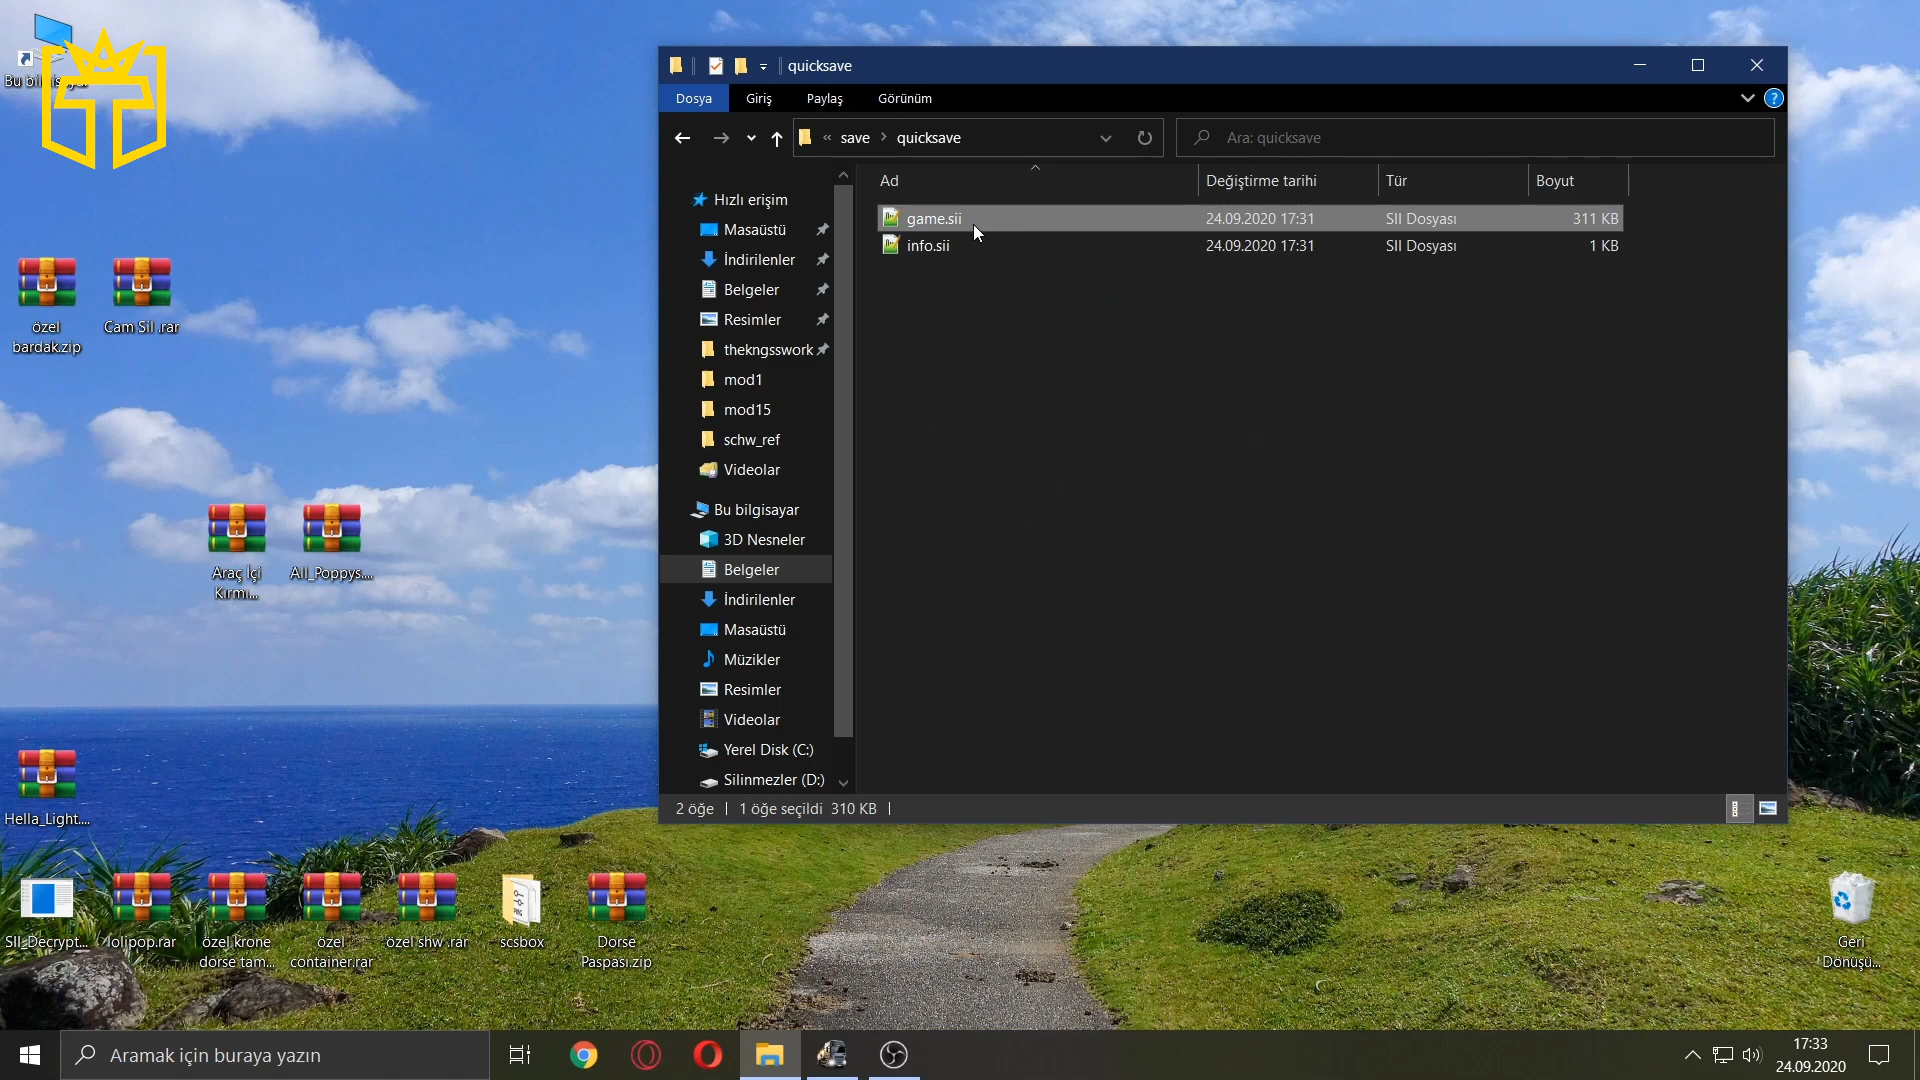 Bu bilgisayar
özel
bardak.zip
Cam Sil .rar
Araç İçi
Kırmı...
All_Poppys....
Hella_Light....
SII_Decrypt...
lolipop.rar
özel krone
dorse tam...
özel
container.rar
özel shw .rar
PNG
scsbox
Dorse
Paspası.zip
Geri
Dönüşü...
quicksave
Dosya
Giriş
Paylaş
Görünüm
?
« save > quicksave
Ara: quicksave
Hızlı erişim
Masaüstü
İndirilenler
Belgeler
Resimler
thekngsswork
mod1
mod15
schw_ref
Videolar
Bu bilgisayar
3D Nesneler
Belgeler
İndirilenler
Masaüstü
Müzikler
Resimler
Videolar
Yerel Disk (C:)
Silinmezler (D:)
Ad Değiştirme tarihi Tür Boyut
game.sii 24.09.2020 17:31 SII Dosyası 311 KB
info.sii 24.09.2020 17:31 SII Dosyası 1 KB
2 öğe 1 öğe seçildi 310 KB
Aramak için buraya yazın
17:33
24.09.2020